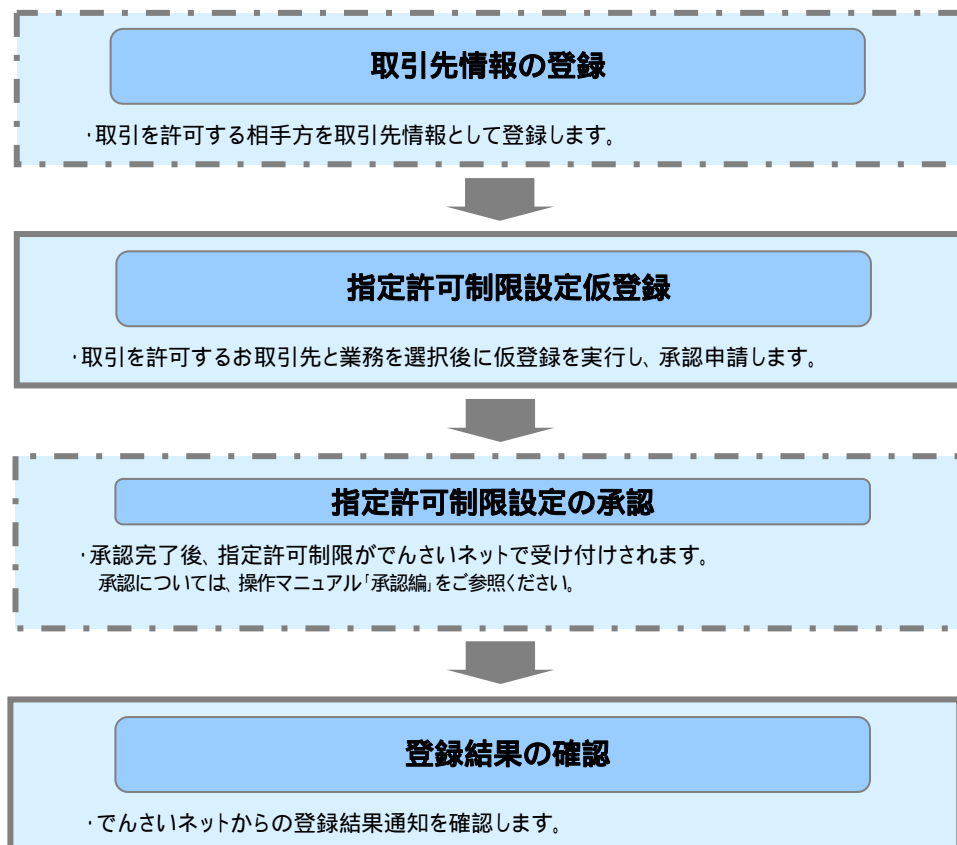 取引先情報の登録
・取引を許可する相手方を取引先情報として登録します。
指定許可制限設定仮登録
・取引を許可するお取引先と業務を選択後に仮登録を実行し、承認申請します。
指定許可制限設定の承認
・承認完了後、指定許可制限がでんさいネットで受け付けされます。
承認については、操作マニュアル「承認編」をご参照ください。
登録結果の確認
・でんさいネットからの登録結果通知を確認します。